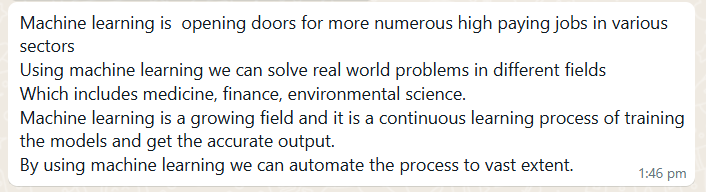 Machine learning is  opening doors for more numerous high paying jobs in various
sectors
Using machine learning we can solve real world problems in different fields
Which includes medicine, finance, environmental science.
Machine learning is a growing field and it is a continuous learning process of training
the models and get the accurate output.
By using machine learning we can automate the process to vast extent.
1:46 pm